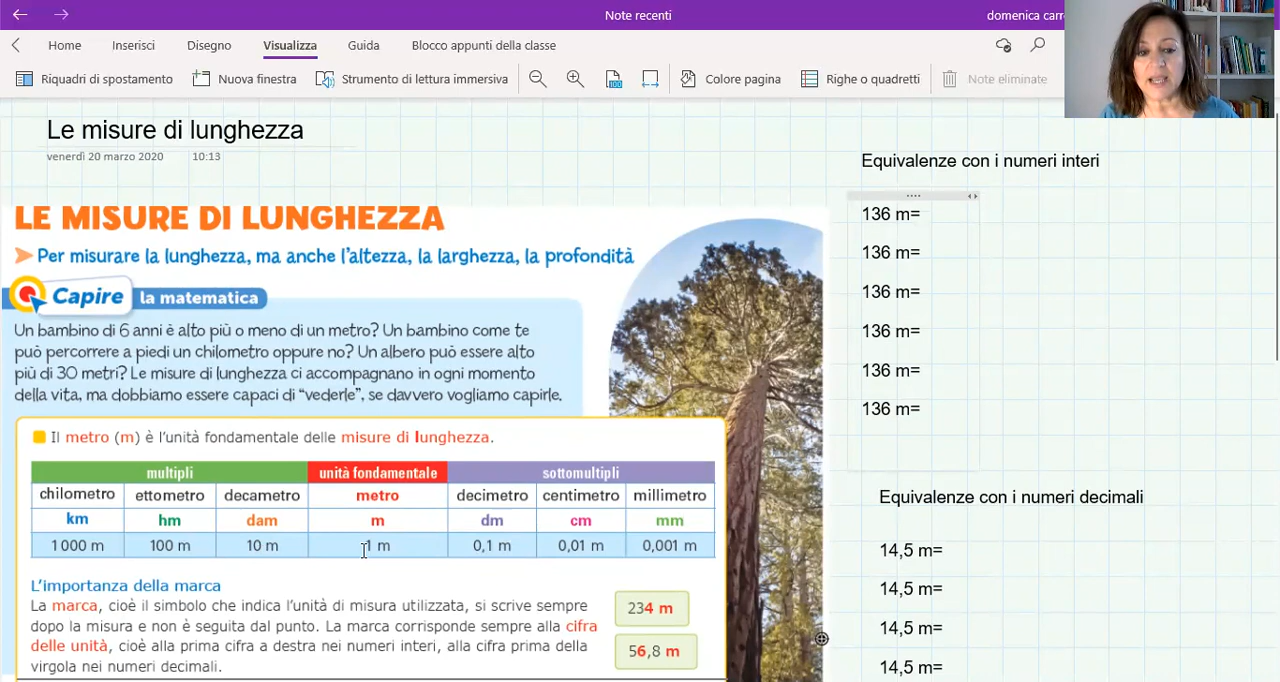 Note recenti
domenica carr
Home Inserisci Disegno Visualizza Guida Blocco appunti della classe
Riquadri di spostamento Nuova finestra Strumento di lettura immersiva Colore pagina Righe o quadretti Note eliminate
Le misure di lunghezza
venerdì 20 marzo 2020 10:13
LE MISURE DI LUNGHEZZA
Per misurare la lunghezza, ma anche l'altezza, la larghezza, la profondità
Capire la matematica
Un bambino di 6 anni è alto più o meno di un metro? Un bambino come te
può percorrere a piedi un chilometro oppure no? Un albero può essere alto
più di 30 metri? Le misure di lunghezza ci accompagnano in ogni momento
della vita, ma dobbiamo essere capaci di “vederle”, se davvero vogliamo capirle.
Il metro (m) è l'unità fondamentale delle misure di lunghezza.
multipli unità fondamentale sottomultipli
chilometro ettometro decametro metro decimetro centimetro millimetro
km hm dam m dm cm mm
1 000 m 100 m 10 m 1 m 0,1 m 0,01 m 0,001 m
L'importanza della marca
La marca, cioè il simbolo che indica l'unità di misura utilizzata, si scrive sempre
dopo la misura e non è seguita dal punto. La marca corrisponde sempre alla cifra
delle unità, cioè alla prima cifra a destra nei numeri interi, alla cifra prima della
virgola nei numeri decimali.
234 m
56,8 m
Equivalenze con i numeri interi
136 m=
136 m=
136 m=
136 m=
136 m=
136 m=
Equivalenze con i numeri decimali
14,5 m=
14,5 m=
14,5 m=
14,5 m=